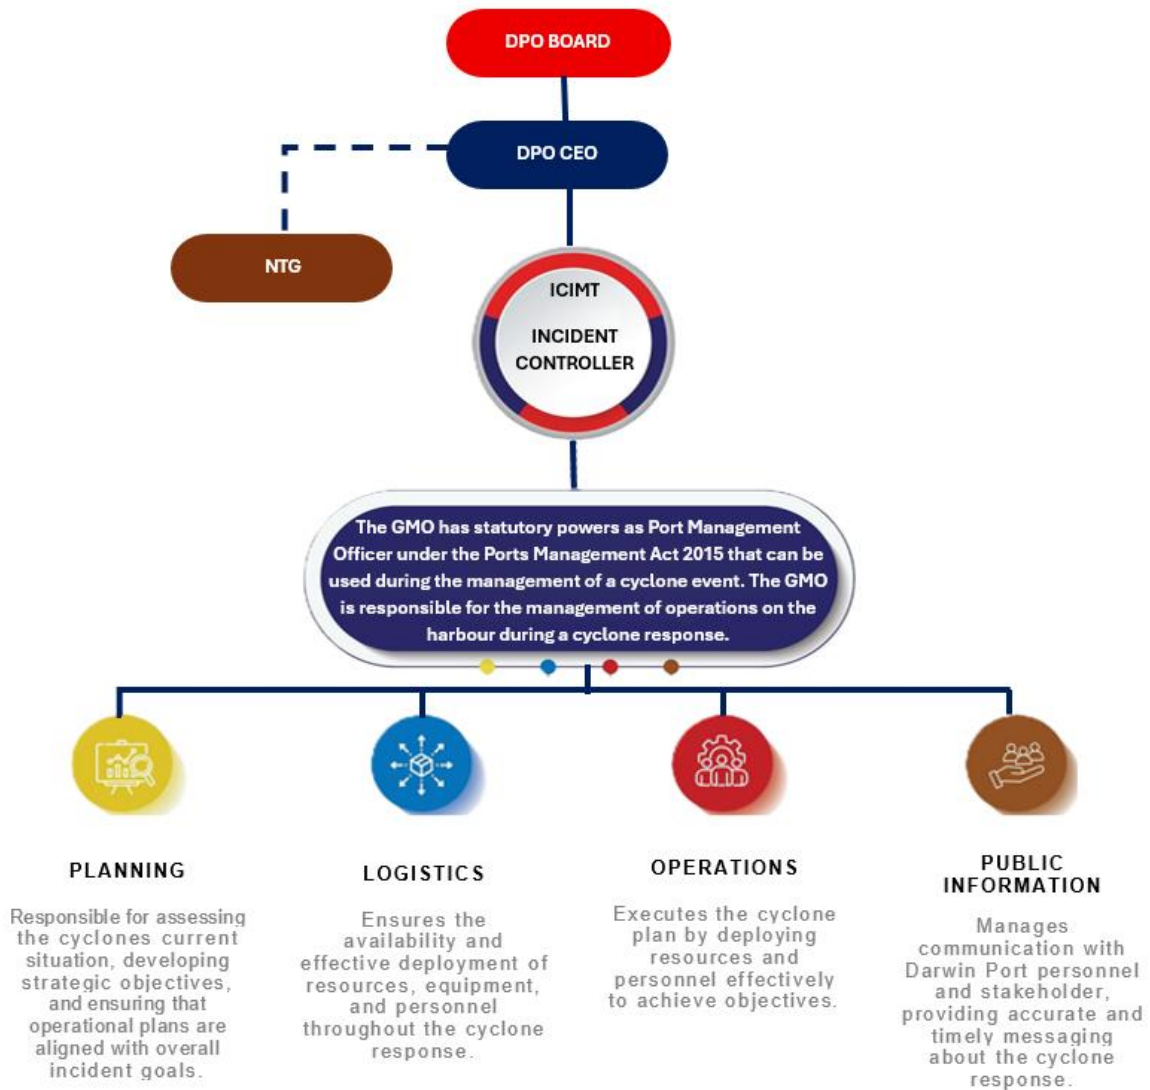 DPO BOARD
DPO CEO
NTG
ICIMT
INCIDENT
CONTROLLER
The GMO has statutory powers as Port Management
Officer under the Ports Management Act 2015 that can be
used during the management of a cyclone event. The GMO
is responsible for the management of operations on the
harbour during a cyclone response.
PLANNING
Responsible for assessing
the cyclones current
situation, developing
strategic objectives,
and ensuring that
operational plans are
aligned with overall
incident goals.
LOGISTICS
Ensures the
availability and
effective deployment of
resources, equipment,
and personnel
throughout the cyclone
response.
OPERATIONS
Executes the cyclone
plan by deploying
resources and
personnel effectively
to achieve objectives.
PUBLIC
INFORMATION
Manages
communication with
Darwin Port personnel
and stakeholder,
providing accurate and
timely messaging
about the cyclone
response.